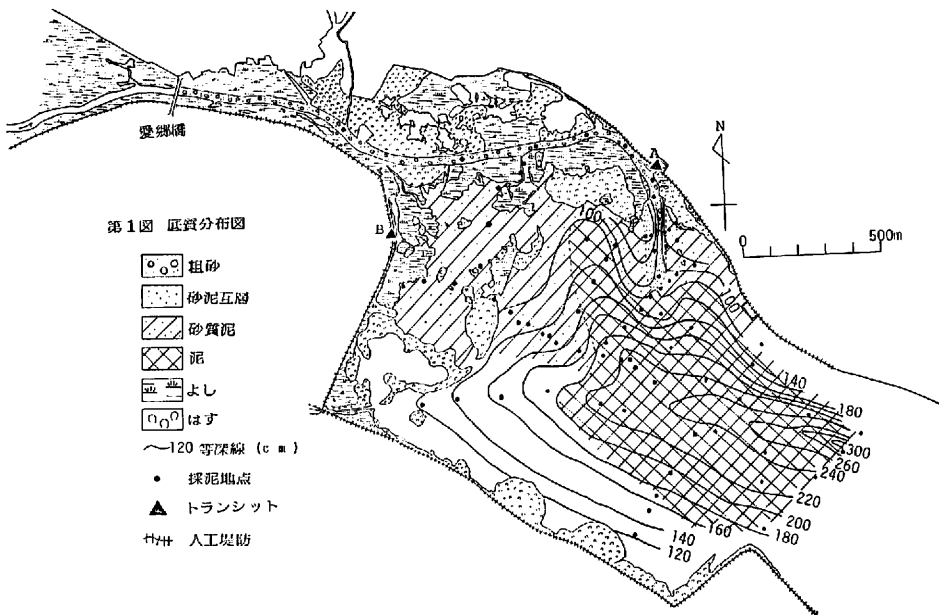 愛郷橋
N
A
B
0 500m
第1図 底質分布図
粗砂
砂泥互層
砂質泥
泥
よし
はす
120 等深線 (cm)
採泥地点
トランシット
人工堤防
100
100
140
180
300
260
240
220
200
180
160
140
120